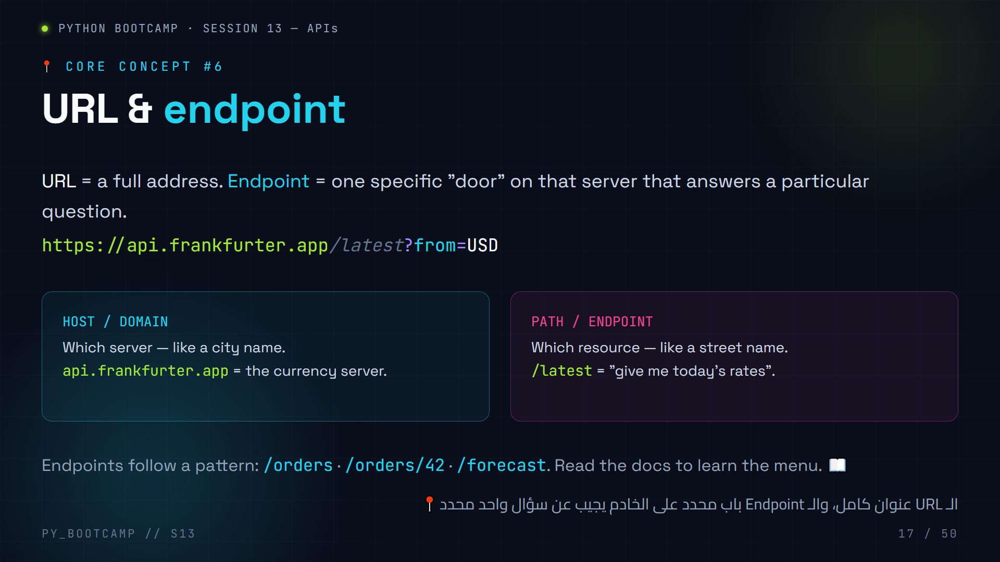 PYTHON BOOTCAMP · SESSION 13 — APIs
📍 CORE CONCEPT #6
URL & endpoint
URL = a full address. Endpoint = one specific ”door” on that server that answers a particular
question.
https://api.frankfurter.app/latest?from=USD
HOST / DOMAIN
Which server — like a city name.
api.frankfurter.app = the currency server.
PATH / ENDPOINT
Which resource — like a street name.
/latest = ”give me today’s rates”.
Endpoints follow a pattern: /orders · /orders/42 · /forecast. Read the docs to learn the menu. 📖
الـ URL عنوان كامل، والـ Endpoint باب محدد على الخادم يجيب عن سؤال واحد محدد 📍
PY_BOOTCAMP // S13
17 / 50